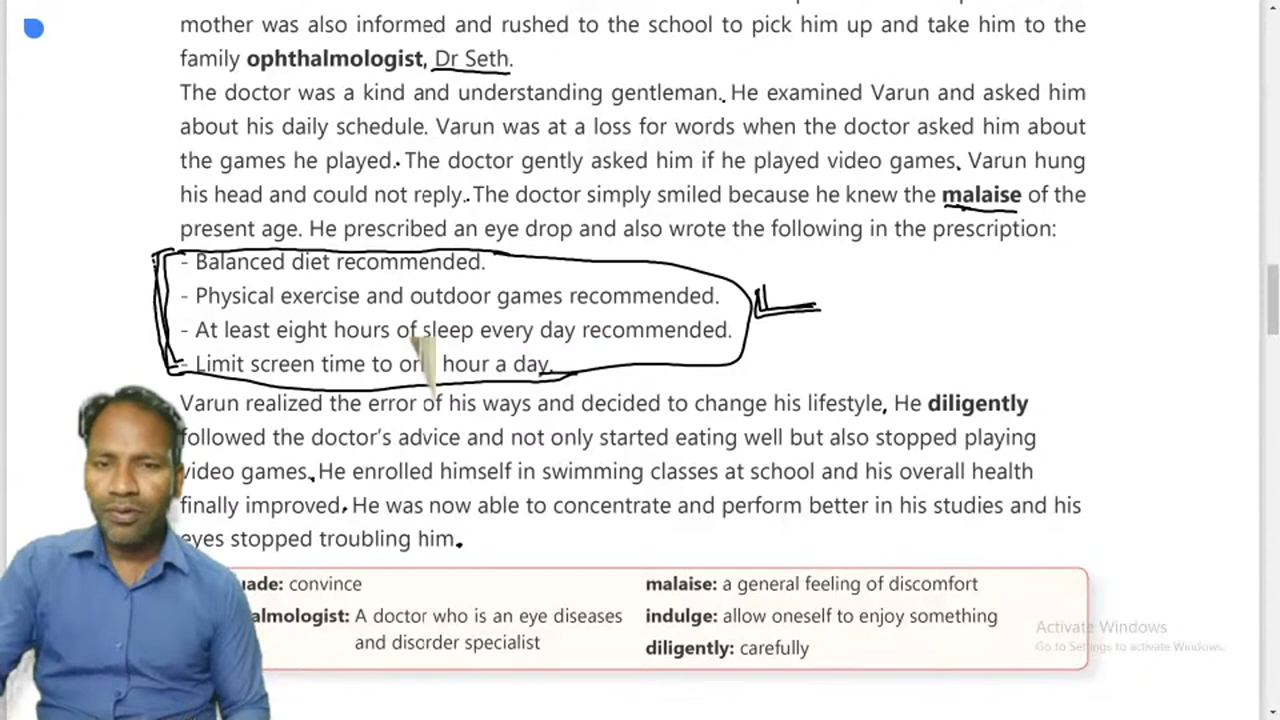 mother was also informed and rushed to the school to pick him up and take him to the
family ophthalmologist, Dr Seth.
The doctor was a kind and understanding gentleman. He examined Varun and asked him
about his daily schedule. Varun was at a loss for words when the doctor asked him about
the games he played. The doctor gently asked him if he played video games. Varun hung
his head and could not reply. The doctor simply smiled because he knew the malaise of the
present age. He prescribed an eye drop and also wrote the following in the prescription:
- Balanced diet recommended.
- Physical exercise and outdoor games recommended.
- At least eight hours of sleep every day recommended.
- Limit screen time to hour a day.
Varun realized the error of his ways and decided to change his lifestyle. He diligently
followed the doctor's advice and not only started eating well but also stopped playing
video games. He enrolled himself in swimming classes at school and his overall health
finally improved. He was now able to concentrate and perform better in his studies and his
eyes stopped troubling him.
convince
malaise: a general feeling of discomfort
A doctor who is an eye diseases
and disorder specialist
indulge: allow oneself to enjoy something
diligently: carefully
Activate Windows
Go to Settings to activate Windows.